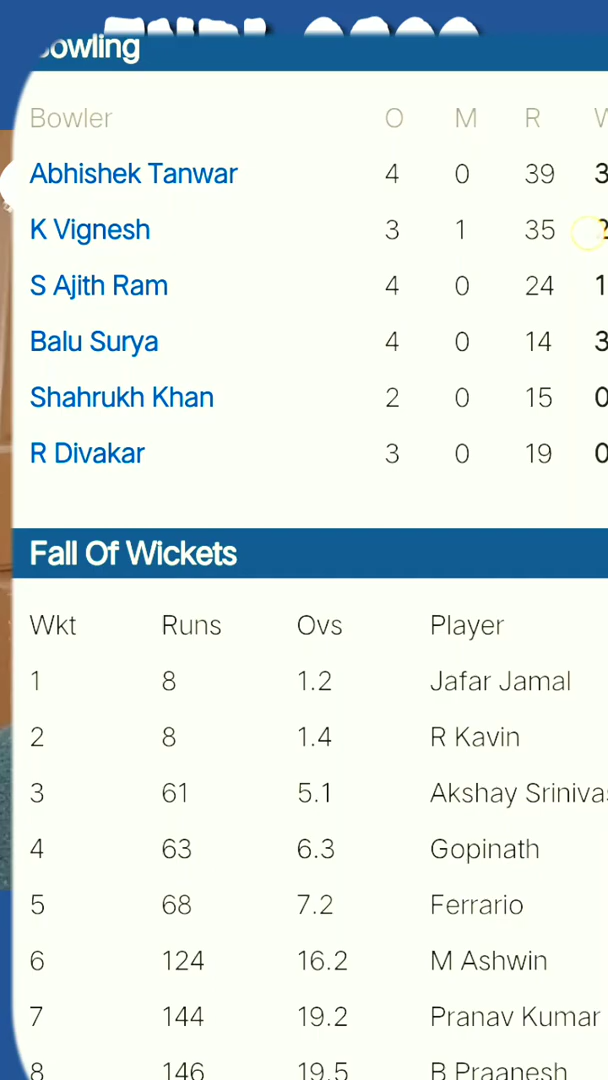 Bowling
Bowler O M R W
Abhishek Tanwar 4 0 39 3
K Vignesh 3 1 35 2
S Ajith Ram 4 0 24 1
Balu Surya 4 0 14 3
Shahrukh Khan 2 0 15 0
R Divakar 3 0 19 0
Fall Of Wickets
Wkt Runs Ovs Player
1 8 1.2 Jafar Jamal
2 8 1.4 R Kavin
3 61 5.1 Akshay Srinivas
4 63 6.3 Gopinath
5 68 7.2 Ferrario
6 124 16.2 M Ashwin
7 144 19.2 Pranav Kumar
8 146 19.5 B Praanesh